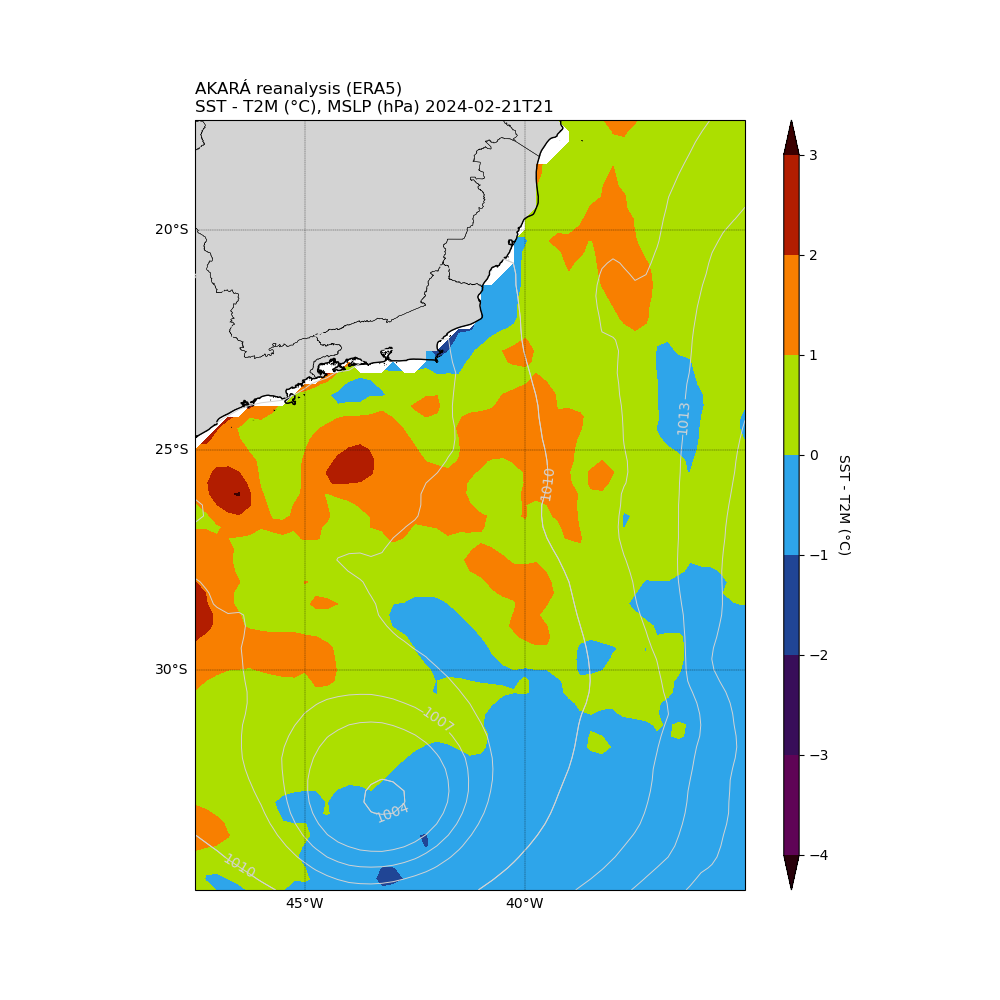 AKARÁ reanalysis (ERA5)
SST - T2M (°C), MSLP (hPa) 2024-02-21T21
20°S
25°S
30°S
45°W
40°W
1013
1010
1007
1004
1010
3
2
1
0
−1
−2
−3
−4
SST - T2M (°C)